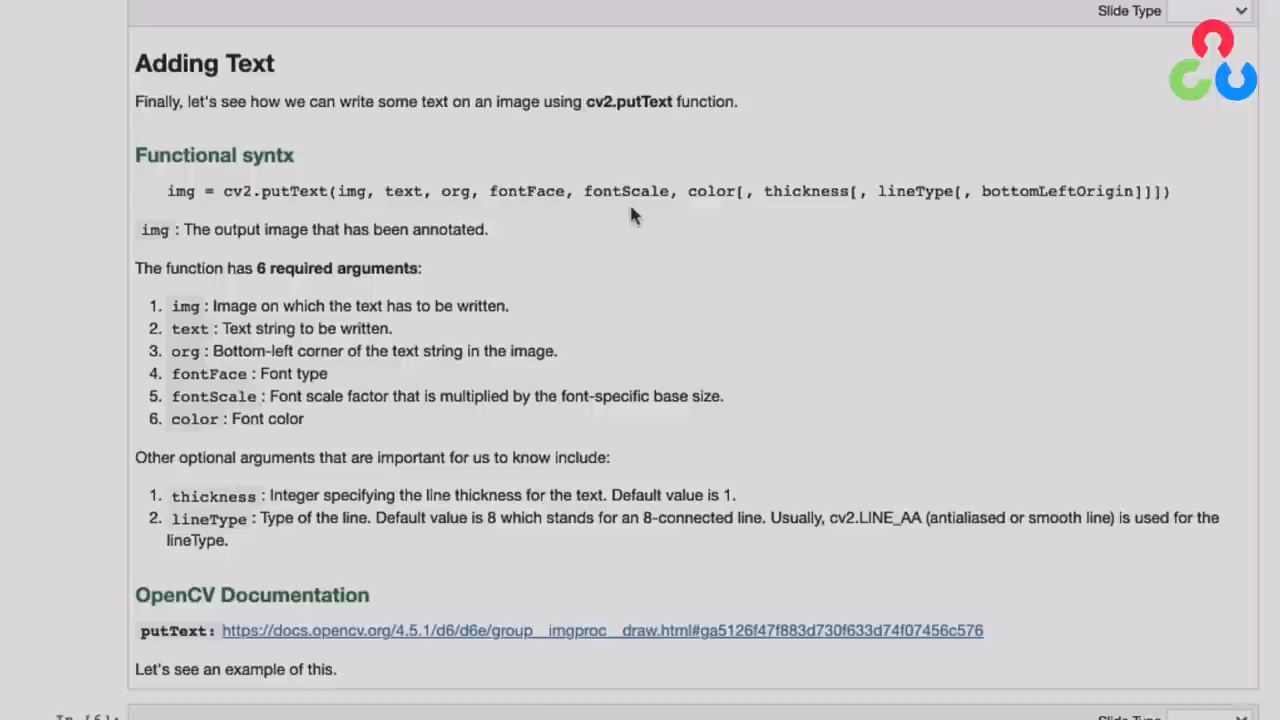 Slide Type
Adding Text
Finally, let's see how we can write some text on an image using cv2.putText function.
Functional syntx
img = cv2.putText(img, text, org, fontFace, fontScale, color[, thickness[, lineType[, bottomLeftOrigin]]])
img : The output image that has been annotated.
The function has 6 required arguments:
1. img : Image on which the text has to be written.
2. text : Text string to be written.
3. org : Bottom-left corner of the text string in the image.
4. fontFace : Font type
5. fontScale : Font scale factor that is multiplied by the font-specific base size.
6. color : Font color
Other optional arguments that are important for us to know include:
1. thickness : Integer specifying the line thickness for the text. Default value is 1.
2. lineType : Type of the line. Default value is 8 which stands for an 8-connected line. Usually, cv2.LINE_AA (antialiased or smooth line) is used for the
lineType.
OpenCV Documentation
putText: https://docs.opencv.org/4.5.1/d6/d6e/group__imgproc__draw.html#ga5126f47f883d730f633d74f07456c576
Let's see an example of this.
In [6]:
Slide Type